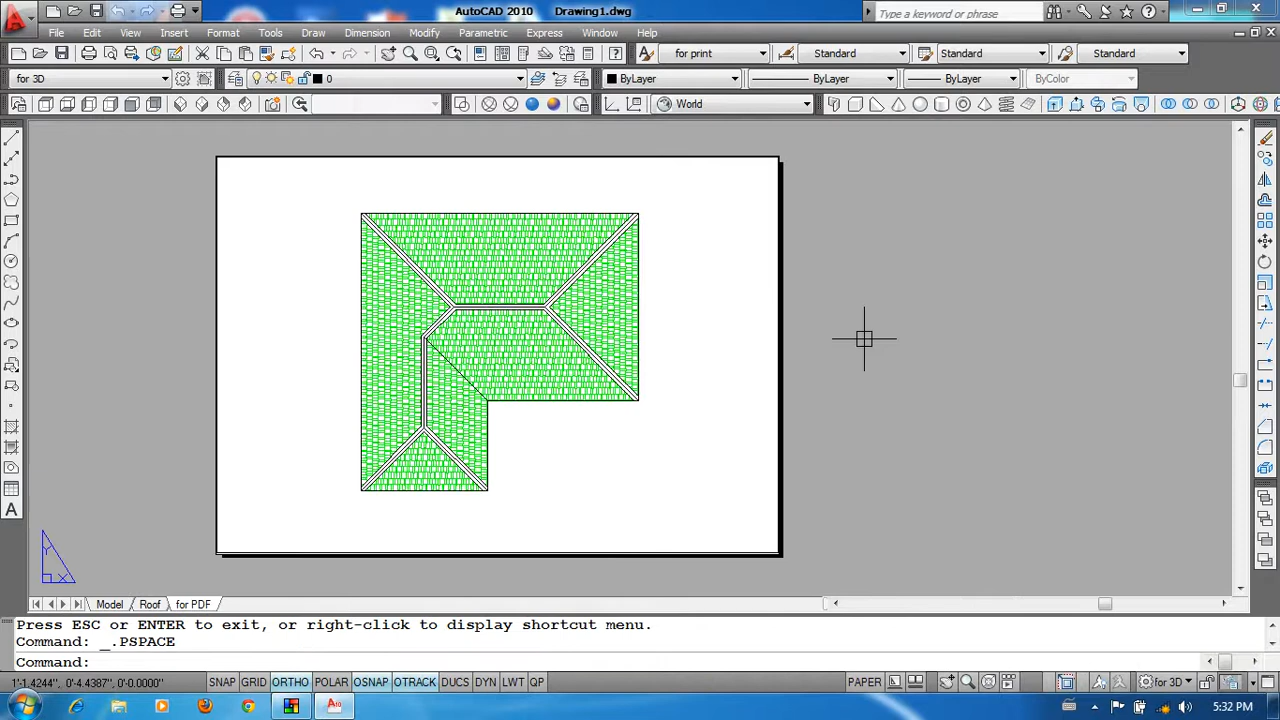 AutoCAD 2010 Drawing1.dwg
Type a keyword or phrase
File Edit View Insert Format Tools Draw Dimension Modify Parametric Express Window Help
for print Standard Standard Standard
for 3D 0 ByLayer ByLayer ByLayer ByColor
World
A
Y
X
Model Roof for PDF
Press ESC or ENTER to exit, or right-click to display shortcut menu.
Command: _.PSPACE
Command:
1'-1.4244", 0'-4.4387", 0'-0.0000" SNAP GRID ORTHO POLAR OSNAP OTRACK DUCS DYN LWT QP PAPER for 3D
5:32 PM